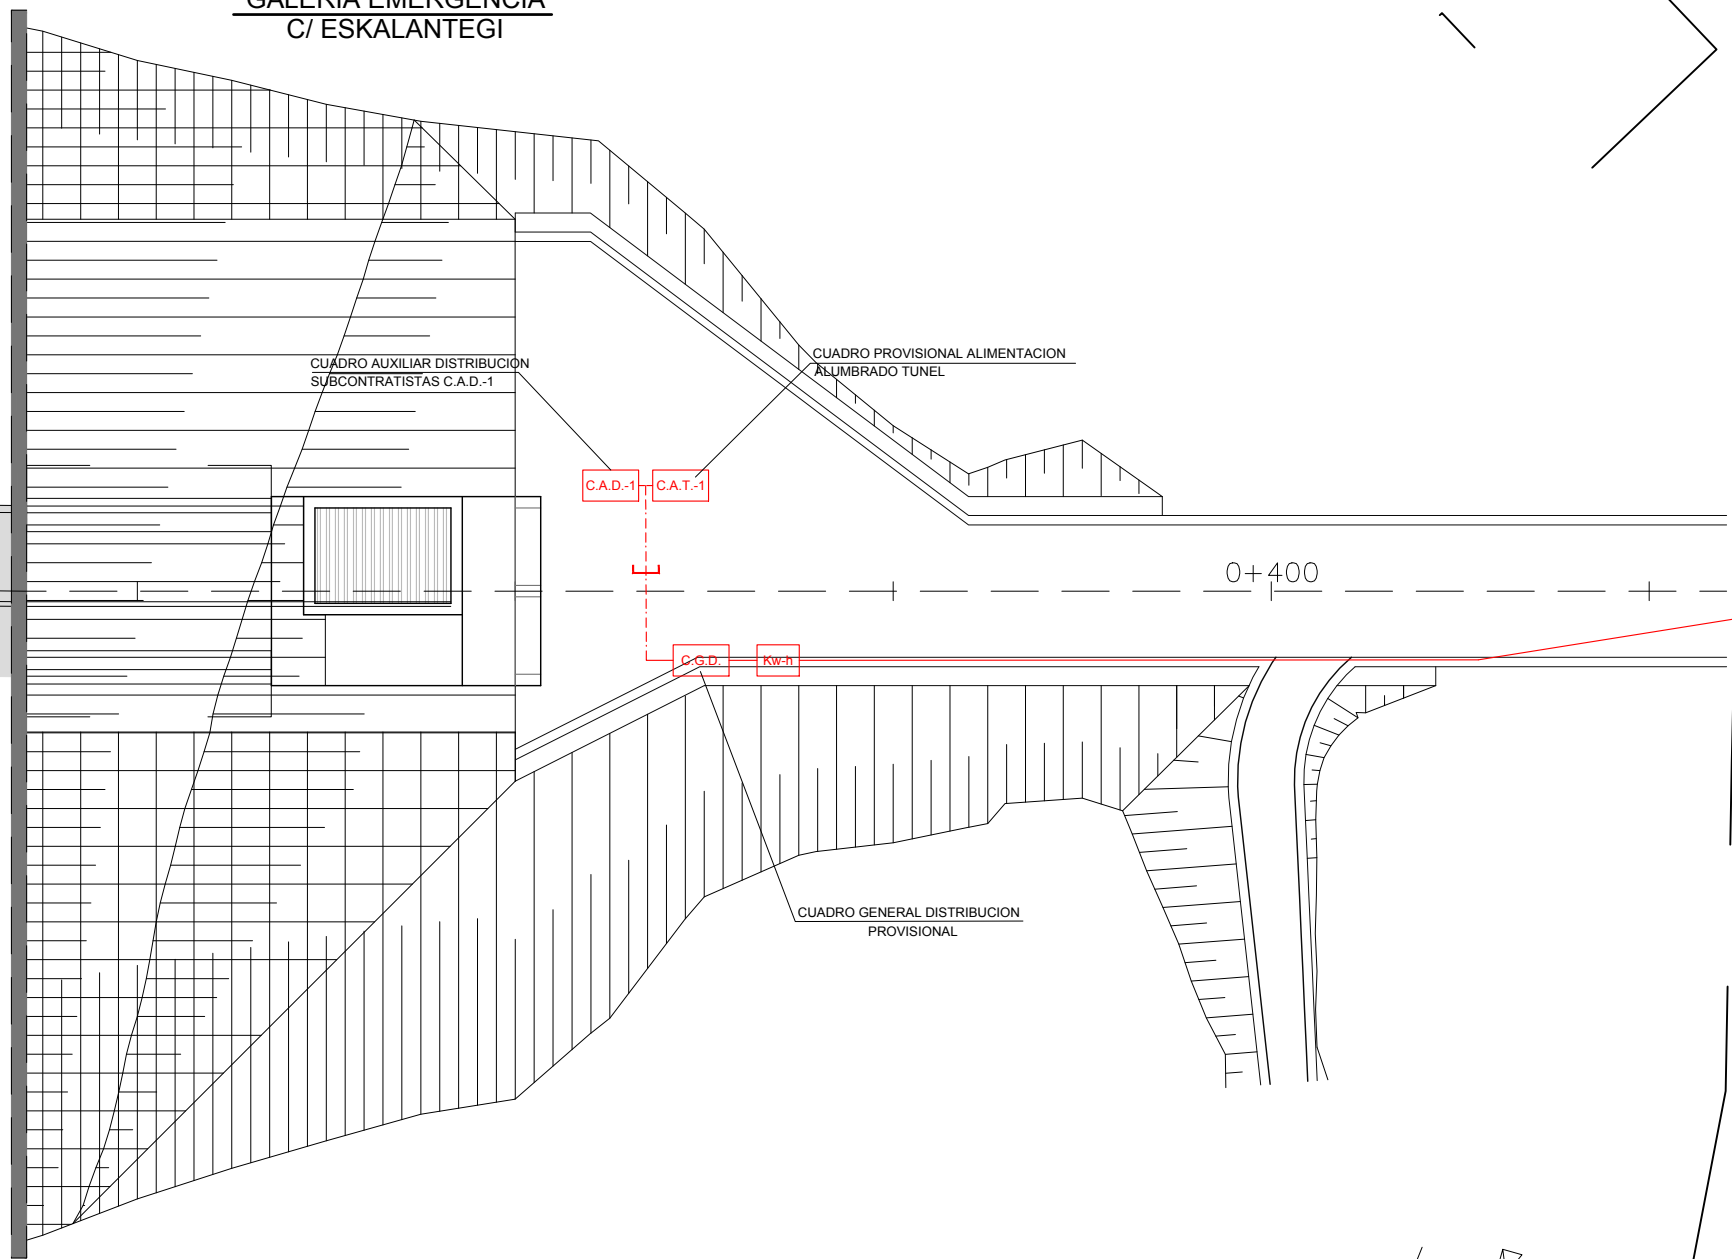 GALERIA EMERGENCIA
C/ ESKALANTEGI
CUADRO AUXILIAR DISTRIBUCION
SUBCONTRATISTAS C.A.D.-1
CUADRO PROVISIONAL ALIMENTACION
ALUMBRADO TUNEL
C.A.D.-1
C.A.T.-1
0+400
C.G.D.
Kw-h
CUADRO GENERAL DISTRIBUCION
PROVISIONAL